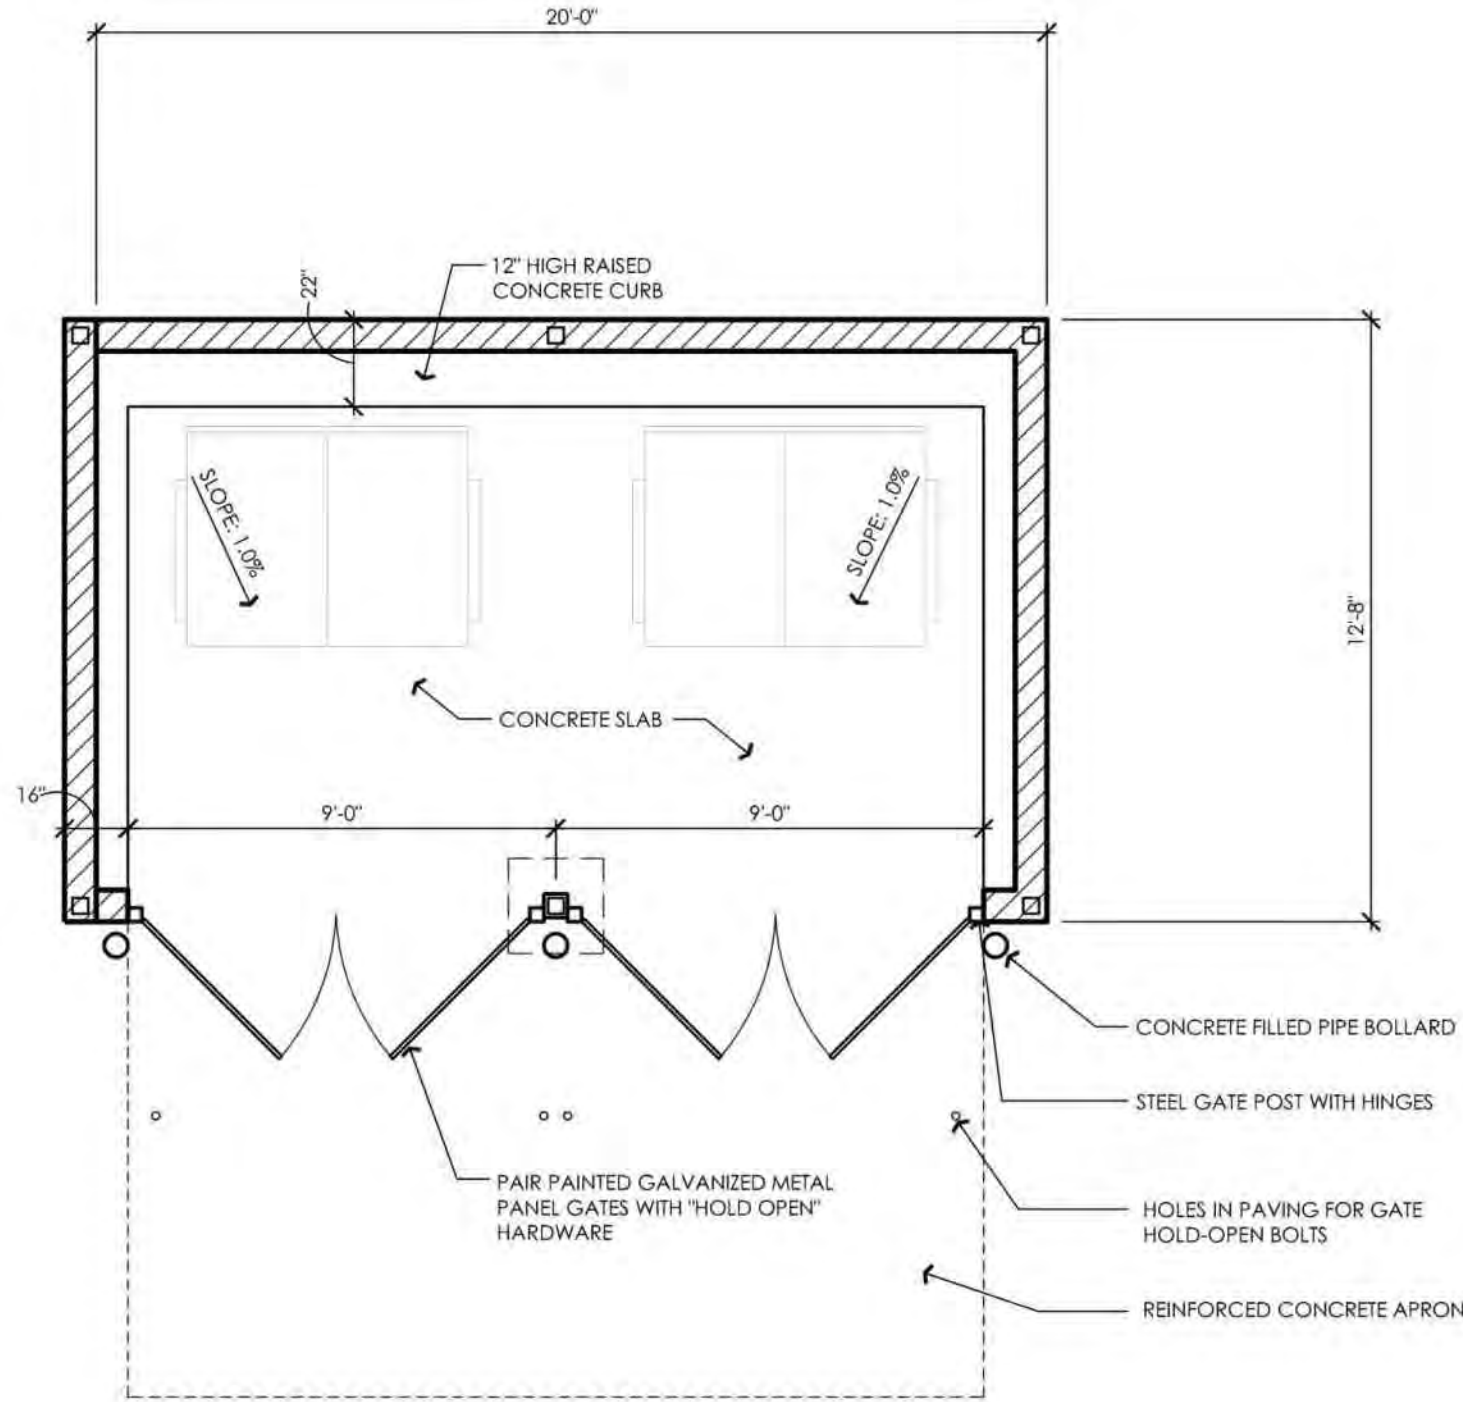 20'-0"
12" HIGH RAISED
CONCRETE CURB
22"
SLOPE: 1.0%
SLOPE: 1.0%
12'-8"
CONCRETE SLAB
16"
9'-0"
9'-0"
CONCRETE FILLED PIPE BOLLARD
STEEL GATE POST WITH HINGES
PAIR PAINTED GALVANIZED METAL
PANEL GATES WITH "HOLD OPEN"
HARDWARE
HOLES IN PAVING FOR GATE
HOLD-OPEN BOLTS
REINFORCED CONCRETE APRON